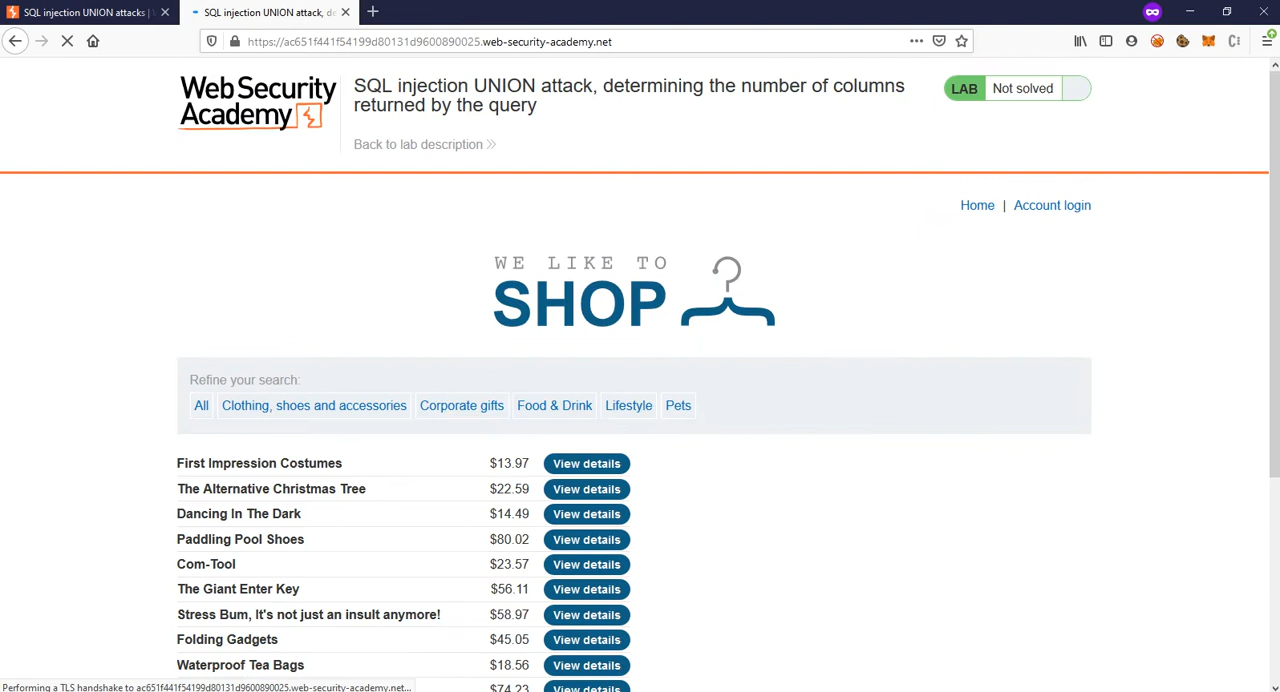 SQL injection UNION attacks |
SQL injection UNION attack, de
https://ac651f441f54199d80131d9600890025.web-security-academy.net
Web Security
Academy
SQL injection UNION attack, determining the number of columns
returned by the query
Back to lab description
LAB Not solved
Home | Account login
WE LIKE TO
SHOP
Refine your search:
All Clothing, shoes and accessories Corporate gifts Food & Drink Lifestyle Pets
First Impression Costumes $13.97 View details
The Alternative Christmas Tree $22.59 View details
Dancing In The Dark $14.49 View details
Paddling Pool Shoes $80.02 View details
Com-Tool $23.57 View details
The Giant Enter Key $56.11 View details
Stress Bum, It's not just an insult anymore! $58.97 View details
Folding Gadgets $45.05 View details
Waterproof Tea Bags $18.56 View details
$74.23 View details
Performing a TLS handshake to ac651f441f54199d80131d9600890025.web-security-academy.net...